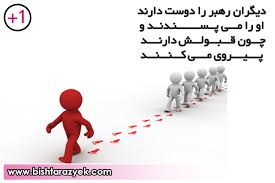 +1
دیگران رهبر را دوست دارند
او را می پسندند و
چون قبولش دارند
پیروی می کنند
www.bishtarazyek.com